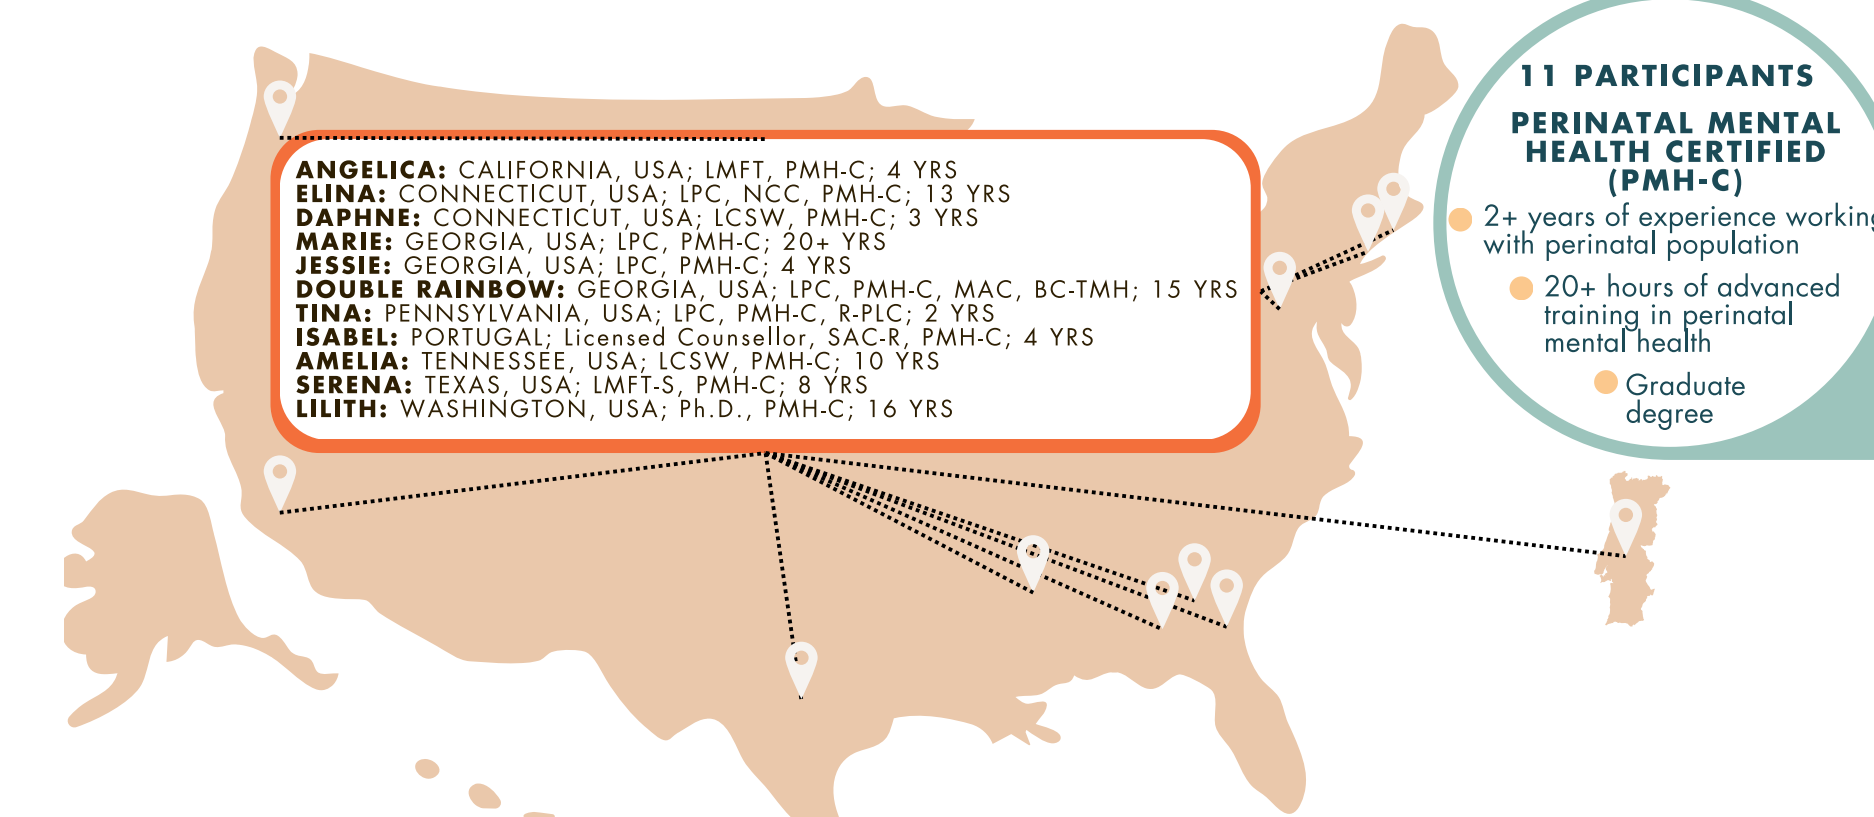 ANGELICA: CALIFORNIA, USA; LMFT, PMH-C; 4 YRS
ELINA: CONNECTICUT, USA; LPC, NCC, PMH-C; 13 YRS
DAPHNE: CONNECTICUT, USA; LCSW, PMH-C; 3 YRS
MARIE: GEORGIA, USA; LPC, PMH-C; 20+ YRS
JESSIE: GEORGIA, USA; LPC, PMH-C; 4 YRS
DOUBLE RAINBOW: GEORGIA, USA; LPC, PMH-C, MAC, BC-TMH; 15 YRS
TINA: PENNSYLVANIA, USA; LPC, PMH-C, R-PLC; 2 YRS
ISABEL: PORTUGAL; Licensed Counsellor, SAC-R, PMH-C; 4 YRS
AMELIA: TENNESSEE, USA; LCSW, PMH-C; 10 YRS
SERENA: TEXAS, USA; LMFT-S, PMH-C; 8 YRS
LILITH: WASHINGTON, USA; Ph.D., PMH-C; 16 YRS
11 PARTICIPANTS
PERINATAL MENTAL
HEALTH CERTIFIED
(PMH-C)
2+ years of experience working
with perinatal population
20+ hours of advanced
training in perinatal
mental health
Graduate
degree